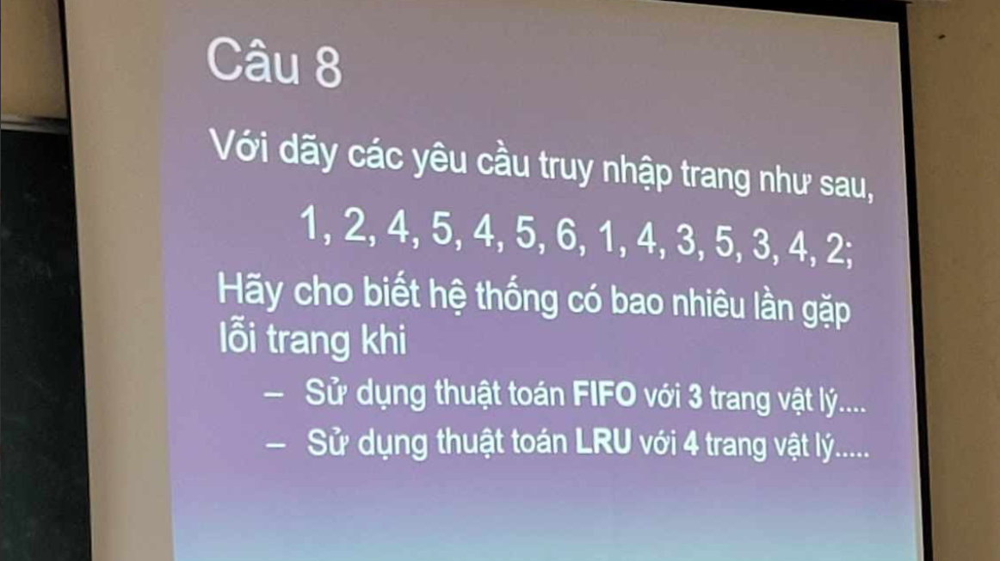 Câu 8
Với dãy các yêu cầu truy nhập trang như sau,
1, 2, 4, 5, 4, 5, 6, 1, 4, 3, 5, 3, 4, 2;
Hãy cho biết hệ thống có bao nhiêu lần gặp
lỗi trang khi
– Sử dụng thuật toán FIFO với 3 trang vật lý....
– Sử dụng thuật toán LRU với 4 trang vật lý.....